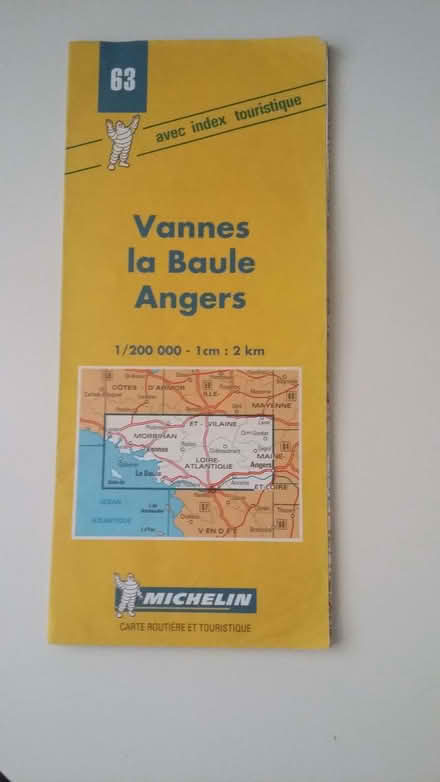 63
avec index touristique
Vannes
la Baule
Angers
1/200 000 - 1cm : 2 km
CÔTES - D'ARMOR
ILLE-
MAYENNE
ET - VILAINE
MORBIHAN
Vannes
LOIRE-
ATLANTIQUE
MAINE-
Angers
La Baule
ET-LOIRE
OCÉAN
ATLANTIQUE
VENDÉE
MICHELIN
CARTE ROUTIÈRE ET TOURISTIQUE